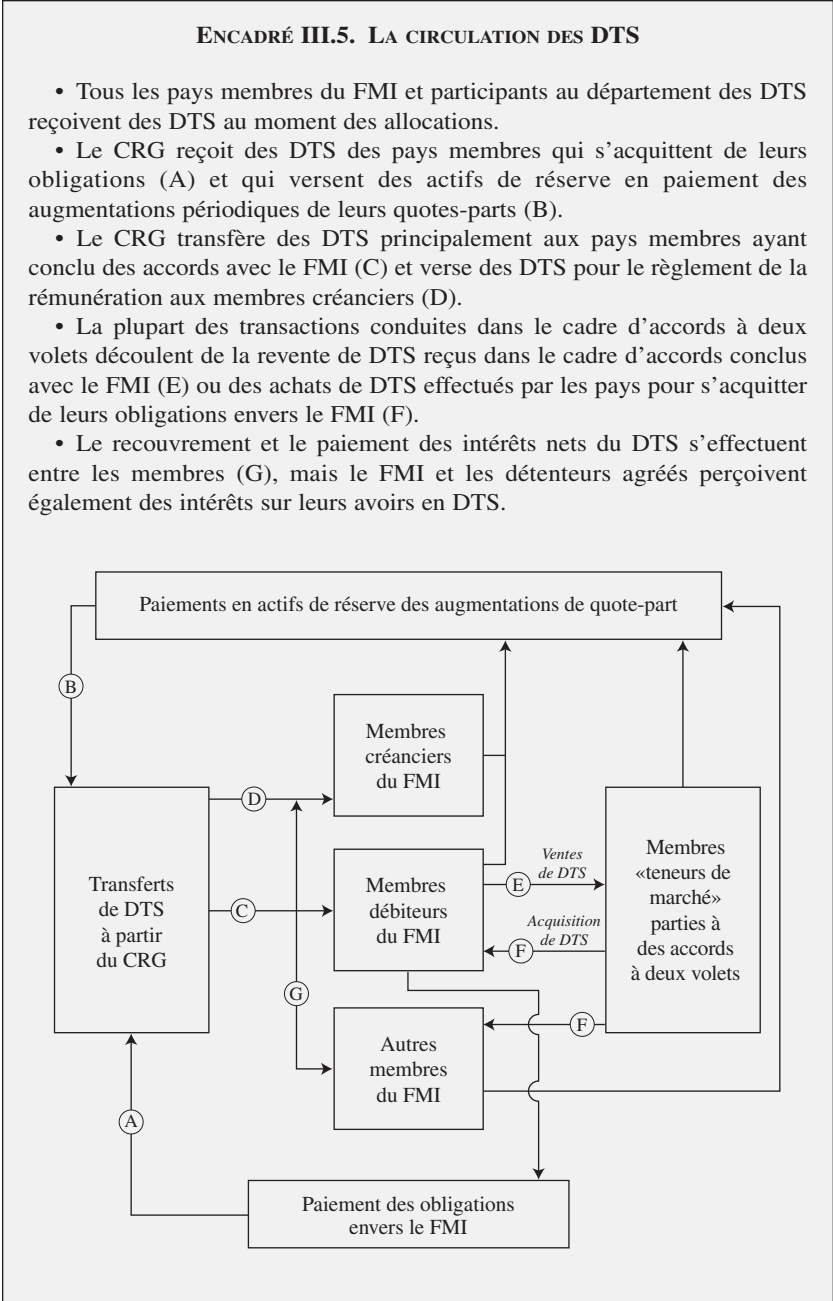 ENCADRÉ III.5. LA CIRCULATION DES DTS
• Tous les pays membres du FMI et participants au département des DTS
reçoivent des DTS au moment des allocations.
• Le CRG reçoit des DTS des pays membres qui s'acquittent de leurs
obligations (A) et qui versent des actifs de réserve en paiement des
augmentations périodiques de leurs quotes-parts (B).
• Le CRG transfère des DTS principalement aux pays membres ayant
conclu des accords avec le FMI (C) et verse des DTS pour le règlement de la
rémunération aux membres créanciers (D).
• La plupart des transactions conduites dans le cadre d'accords à deux
volets découlent de la revente de DTS reçus dans le cadre d'accords conclus
avec le FMI (E) ou des achats de DTS effectués par les pays pour s'acquitter
de leurs obligations envers le FMI (F).
• Le recouvrement et le paiement des intérêts nets du DTS s'effectuent
entre les membres (G), mais le FMI et les détenteurs agréés perçoivent
également des intérêts sur leurs avoirs en DTS.
Paiements en actifs de réserve des augmentations de quote-part
B
Membres
créanciers
du FMI
D
Transferts
de DTS
à partir
du CRG
C
Membres
débiteurs
du FMI
Ventes
de DTS
E
Acquisition
de DTS
F
Membres
«teneurs de
marché»
parties à
des accords
à deux volets
G
F
Autres
membres
du FMI
A
Paiement des obligations
envers le FMI